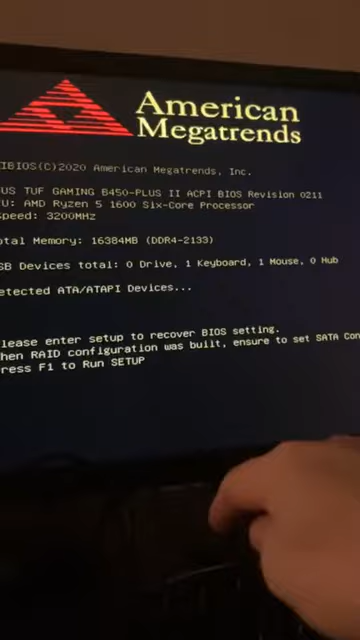 American
Megatrends
IBIOS(C)2020 American Megatrends, Inc.
US TUF GAMING B450-PLUS II ACPI BIOS Revision 0211
U: AMD Ryzen 5 1600 Six-Core Processor
Speed: 3200MHz
otal Memory: 16384MB (DDR4-2133)
SB Devices total: 0 Drive, 1 Keyboard, 1 Mouse, 0 Hub
etected ATA/ATAPI Devices...
lease enter setup to recover BIOS setting.
hen RAID configuration was built, ensure to set SATA Con
ress F1 to Run SETUP